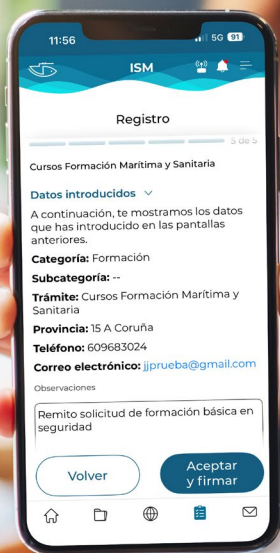 11:56
5G 91
ISM
Registro
5 de 5
Cursos Formación Marítima y Sanitaria
Datos introducidos
A continuación, te mostramos los datos
que has introducido en las pantallas
anteriores.
Categoría: Formación
Subcategoría: --
Trámite: Cursos Formación Marítima y
Sanitaria
Provincia: 15 A Coruña
Teléfono: 609683024
Correo electrónico: jjprueba@gmail.com
Observaciones
Remito solicitud de formación básica en
seguridad
Volver
Aceptar
y firmar